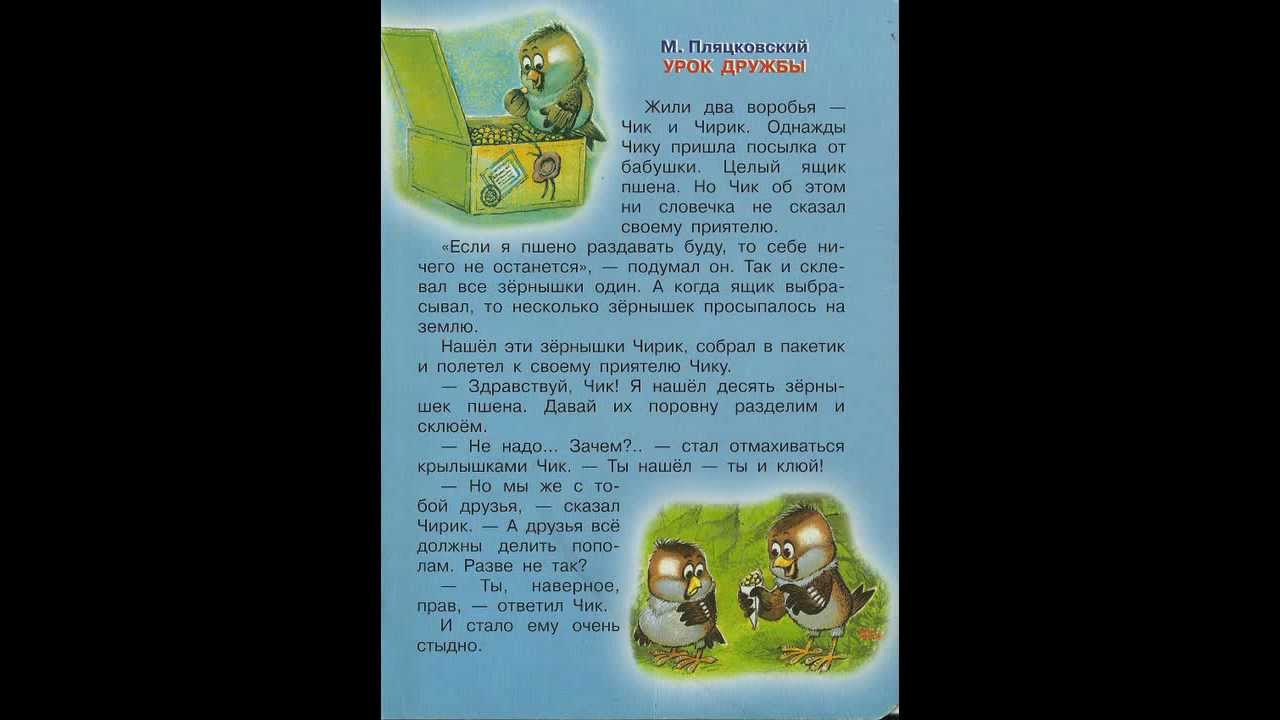 М. Пляцковский
УРОК ДРУЖБЫ
Жили два воробья —
Чик и Чирик. Однажды
Чику пришла посылка от
бабушки. Целый ящик
пшена. Но Чик об этом
ни словечка не сказал
своему приятелю.
«Если я пшено раздавать буду, то себе ни-
чего не останется», — подумал он. Так и скле-
вал все зёрнышки один. А когда ящик выбра-
сывал, то несколько зёрнышек просыпалось на
землю.
Нашёл эти зёрнышки Чирик, собрал в пакетик
и полетел к своему приятелю Чику.
— Здравствуй, Чик! Я нашёл десять зёрны-
шек пшена. Давай их поровну разделим и
склюём.
— Не надо... Зачем?.. — стал отмахиваться
крылышками Чик. — Ты нашёл — ты и клюй!
— Но мы же с то-
бой друзья, — сказал
Чирик. — А друзья всё
должны делить попо-
лам. Разве не так?
— Ты, наверное,
прав, — ответил Чик.
И стало ему очень
стыдно.